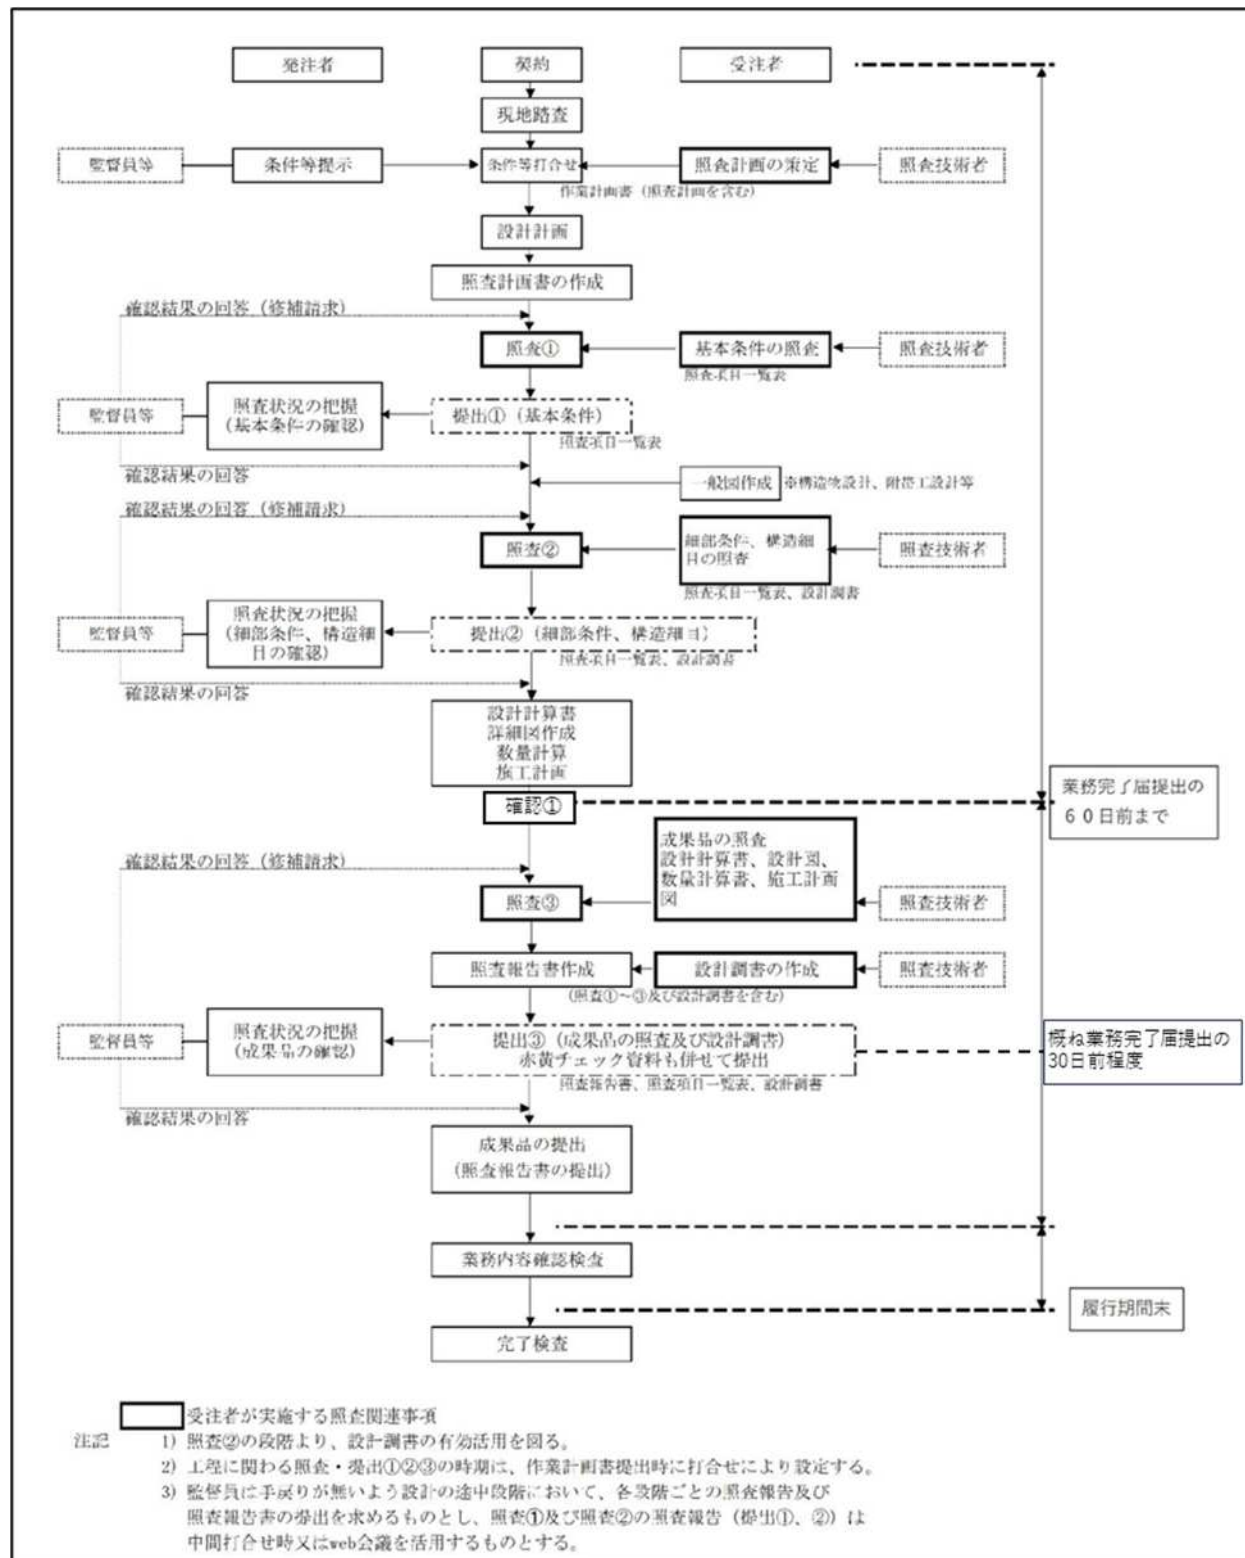 発注者
契約
受注者
現地踏査
監督員等
条件等提示
条件等打合せ
照査計画の策定
照査技術者
作業計画書（照査計画を含む）
設計計画
照査計画書の作成
確認結果の回答（修補請求）
照査①
基本条件の照査
照査技術者
照査項目一覧表
監督員等
照査状況の把握
(基本条件の確認)
提出①（基本条件）
照査項目一覧表
確認結果の回答
一般図作成
※構造物設計、附帯工設計等
確認結果の回答（修補請求）
照査②
細部条件、構造細
目の照査
照査技術者
照査項目一覧表、設計調書
監督員等
照査状況の把握
(細部条件、構造細
目の確認)
提出②（細部条件、構造細目）
照査項目一覧表、設計調書
確認結果の回答
設計計算書
詳細図作成
数量計算
施工計画
業務完了届提出の
６０日前まで
確認①
成果品の照査
設計計算書、設計図、
数量計算書、施工計画
図
確認結果の回答（修補請求）
照査③
照査技術者
照査報告書作成
設計調書の作成
照査技術者
(照査①～③及び設計調書を含む)
監督員等
照査状況の把握
(成果品の確認)
提出③（成果品の照査及び設計調書）
赤黄チェック資料も併せて提出
概ね業務完了届提出の
30日前程度
照査報告書、照査項目一覧表、設計調書
確認結果の回答
成果品の提出
(照査報告書の提出)
業務内容確認検査
履行期間末
完了検査
受注者が実施する照査関連事項
注記 1) 照査②の段階より、設計調書の有効活用を図る。
2) 工程に関わる照査・提出①②③の時期は、作業計画書提出時に打合せにより設定する。
3) 監督員は手戻りが無いよう設計の途中段階において、各段階ごとの照査報告及び
照査報告書の提出を求めるものとし、照査①及び照査②の照査報告（提出①、②）は
中間打合せ時又はweb会議を活用するものとする。